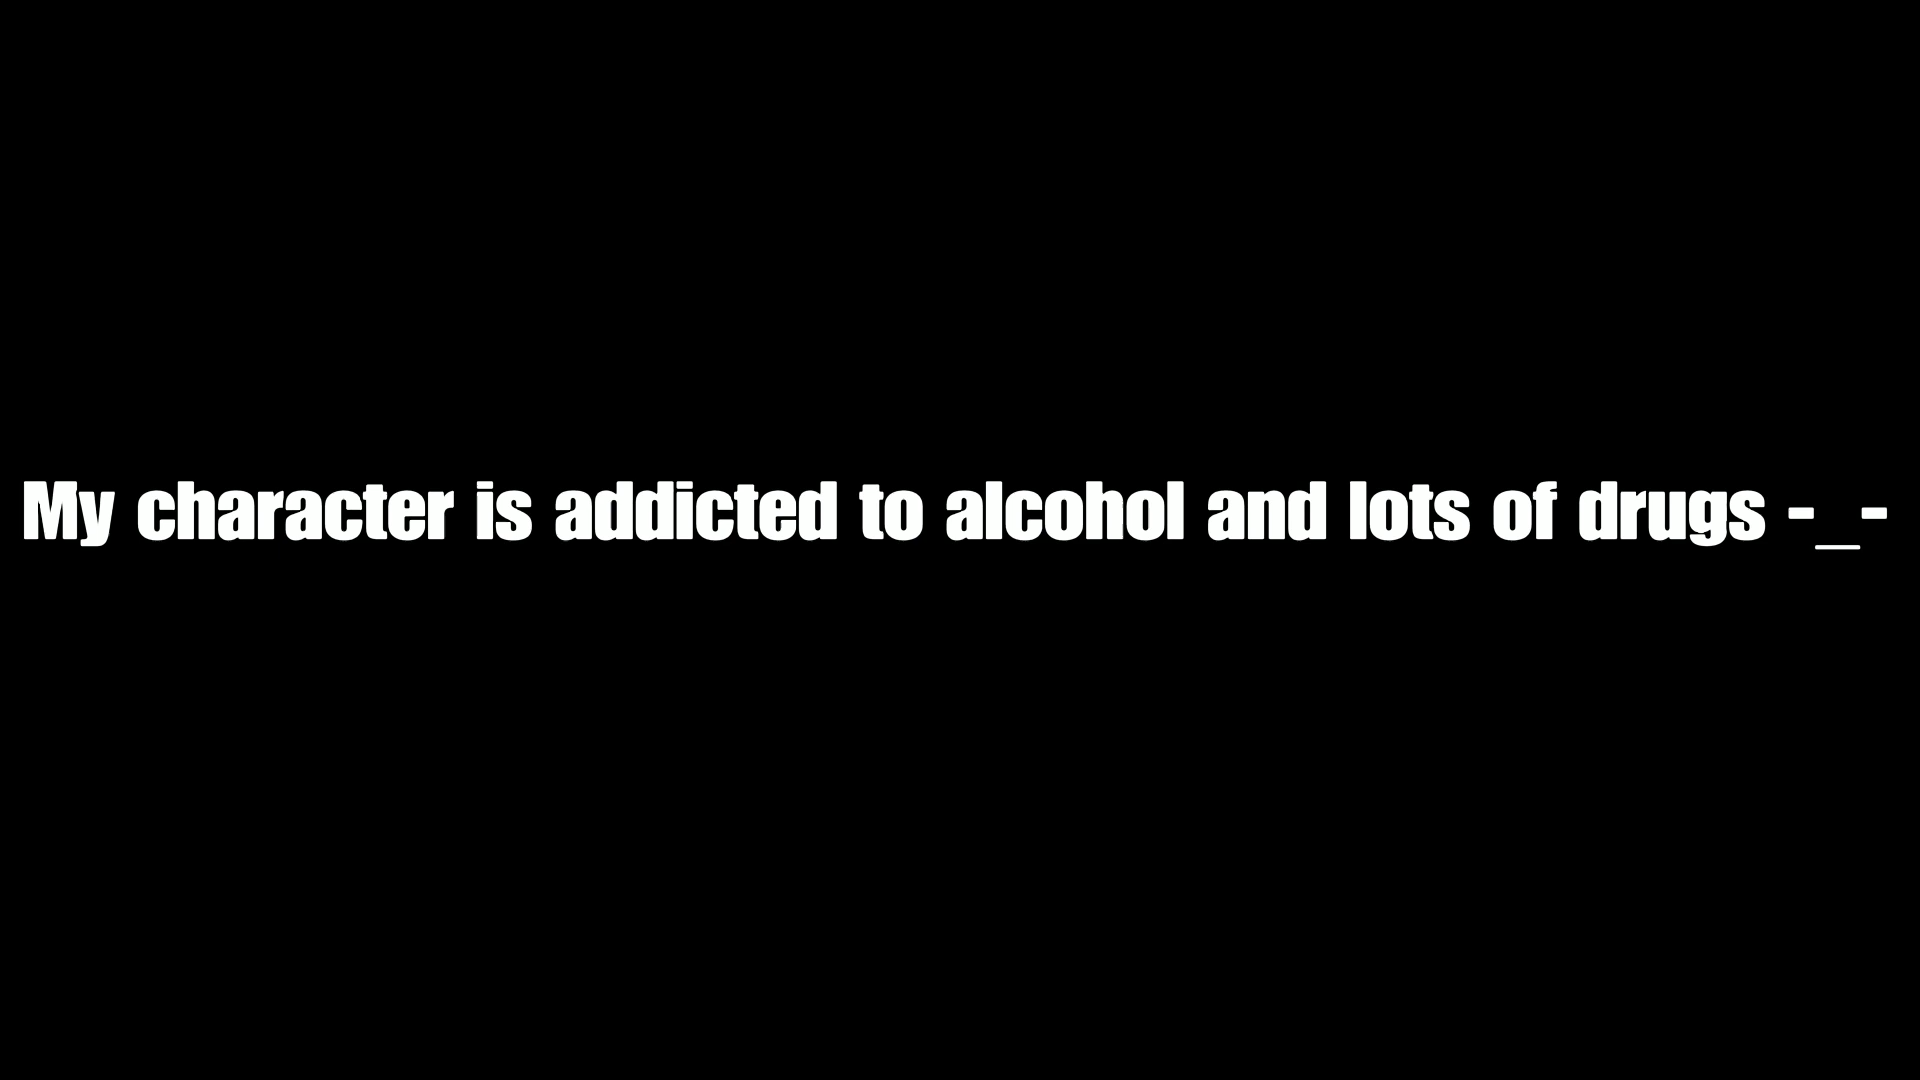 My character is addicted to alcohol and lots of drugs -_-